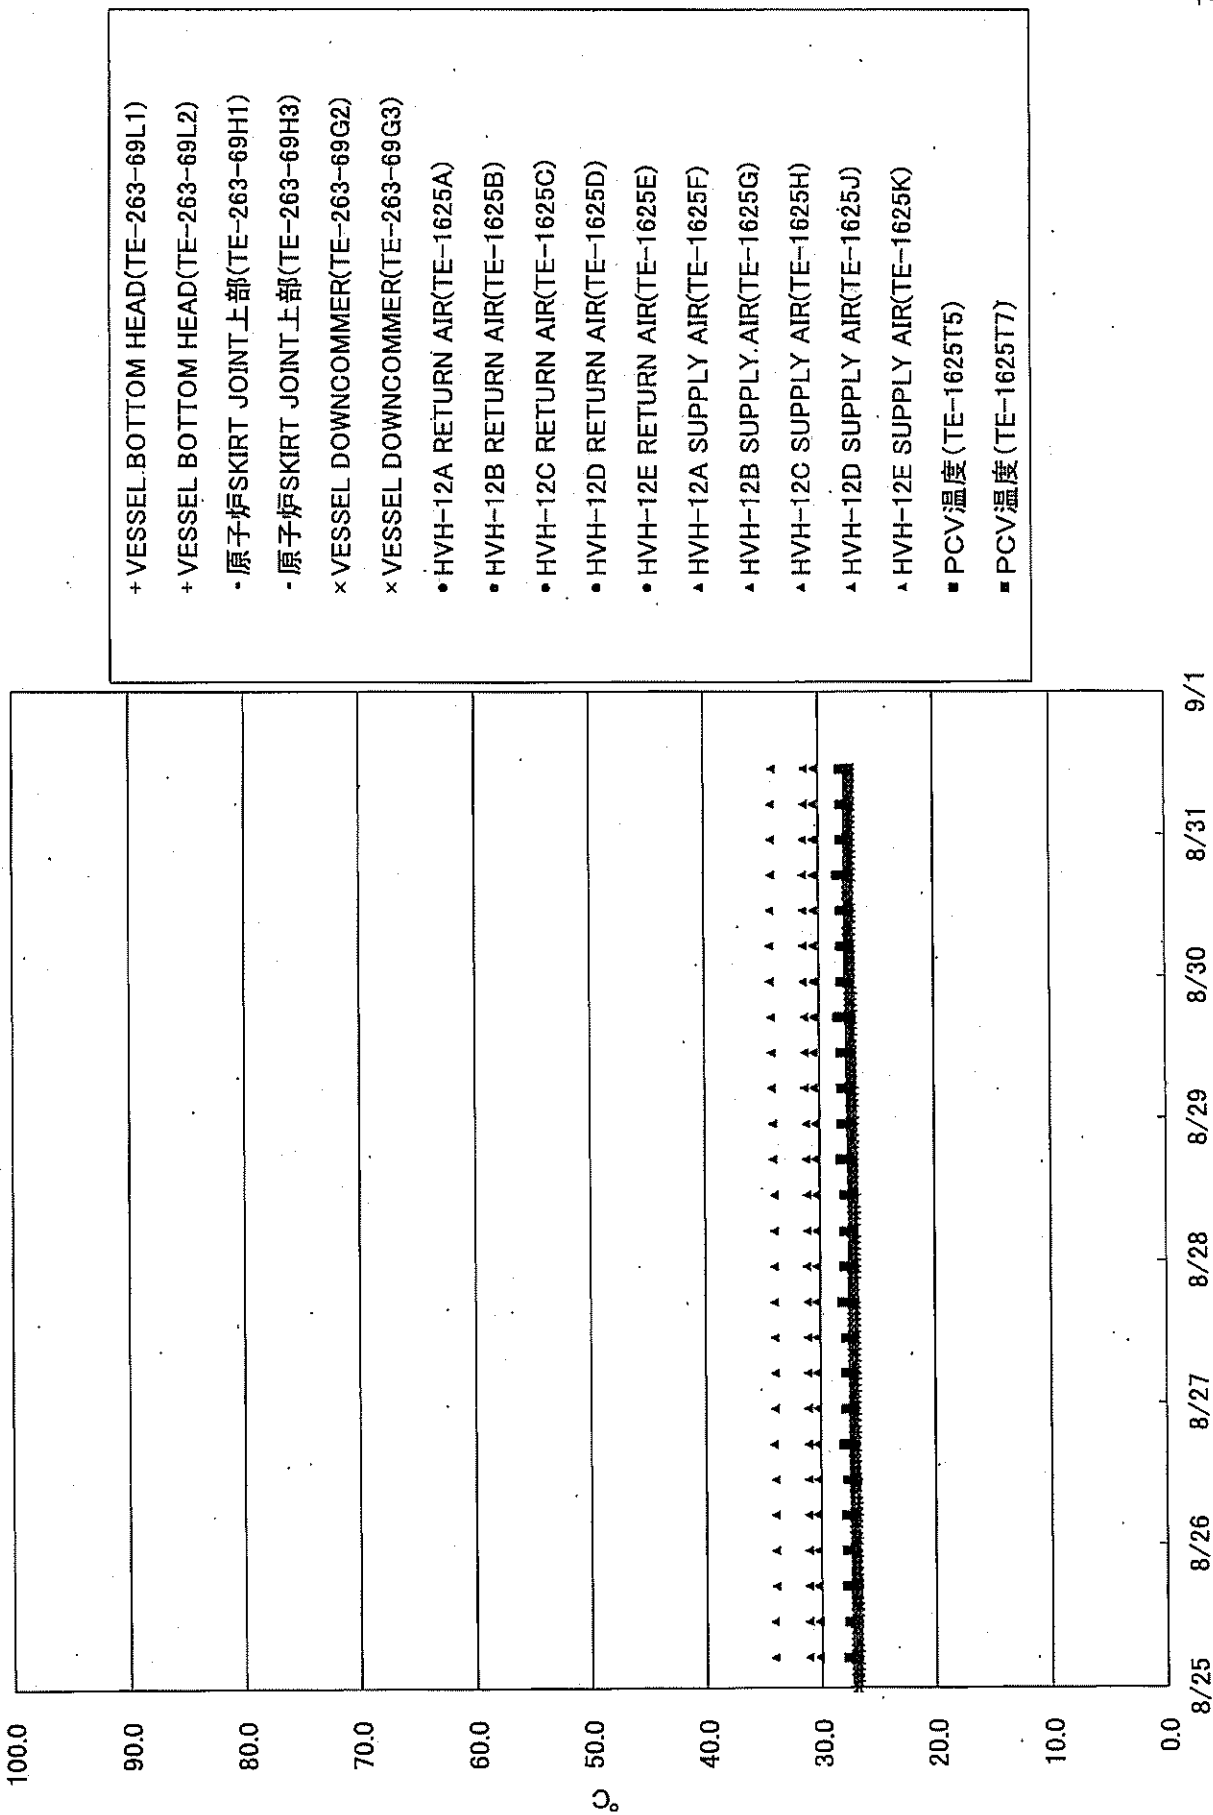 100.0
90.0
80.0
70.0
60.0
50.0
40.0
30.0
20.0
10.0
0.0
℃
8/25
8/26
8/27
8/28
8/29
8/30
8/31
9/1
+ VESSEL BOTTOM HEAD(TE-263-69L1)
+ VESSEL BOTTOM HEAD(TE-263-69L2)
- 原子炉SKIRT JOINT上部(TE-263-69H1)
- 原子炉SKIRT JOINT上部(TE-263-69H3)
× VESSEL DOWNCOMMER(TE-263-69G2)
× VESSEL DOWNCOMMER(TE-263-69G3)
● HVH-12A RETURN AIR(TE-1625A)
● HVH-12B RETURN AIR(TE-1625B)
● HVH-12C RETURN AIR(TE-1625C)
● HVH-12D RETURN AIR(TE-1625D)
● HVH-12E RETURN AIR(TE-1625E)
▲ HVH-12A SUPPLY AIR(TE-1625F)
▲ HVH-12B SUPPLY AIR(TE-1625G)
▲ HVH-12C SUPPLY AIR(TE-1625H)
▲ HVH-12D SUPPLY AIR(TE-1625J)
▲ HVH-12E SUPPLY AIR(TE-1625K)
■ PCV温度(TE-1625T5)
■ PCV温度(TE-1625T7)